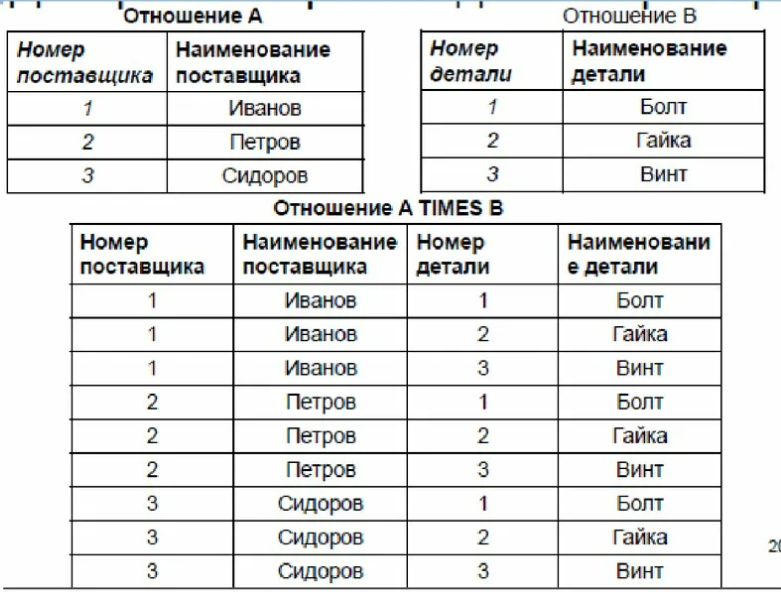 Отношение A
Отношение B
Номер поставщика Наименование поставщика
1 Иванов
2 Петров
3 Сидоров
Номер детали Наименование детали
1 Болт
2 Гайка
3 Винт
Отношение A TIMES B
Номер поставщика Наименование поставщика Номер детали Наименовани е детали
1 Иванов 1 Болт
1 Иванов 2 Гайка
1 Иванов 3 Винт
2 Петров 1 Болт
2 Петров 2 Гайка
2 Петров 3 Винт
3 Сидоров 1 Болт
3 Сидоров 2 Гайка
3 Сидоров 3 Винт
20